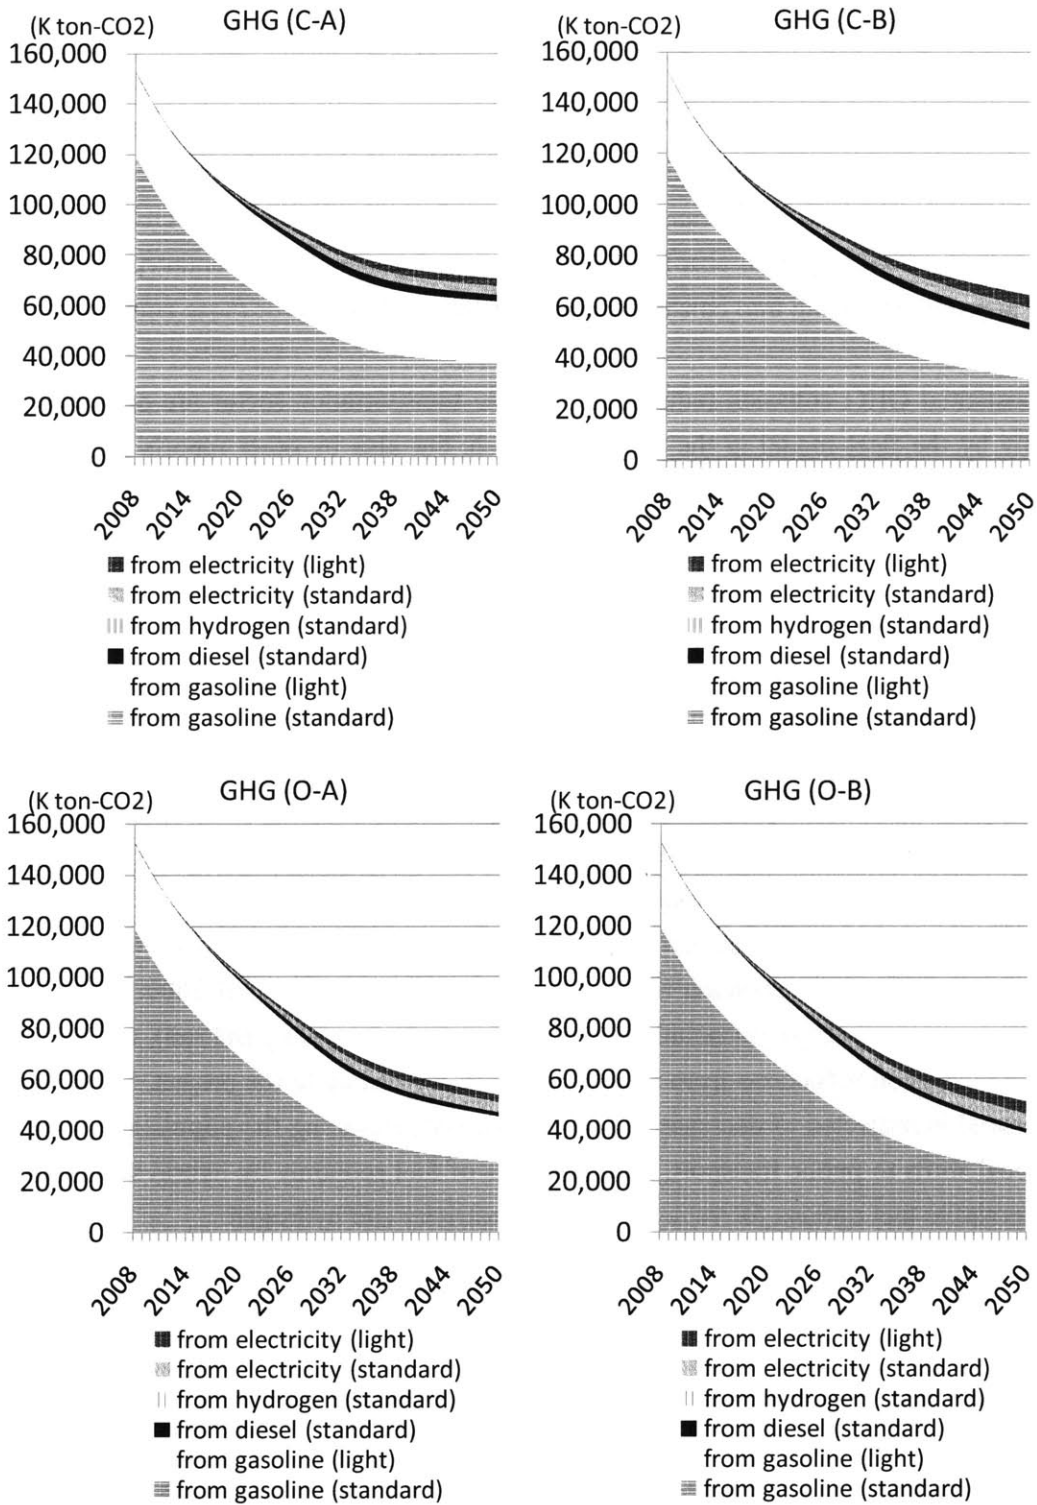 GHG (C-A)
(K ton-CO2)
160,000
140,000
120,000
100,000
80,000
60,000
40,000
20,000
0
2008 2014 2020 2026 2032 2038 2044 2050
from electricity (light)
from electricity (standard)
from hydrogen (standard)
from diesel (standard)
from gasoline (light)
from gasoline (standard)
GHG (C-B)
(K ton-CO2)
160,000
140,000
120,000
100,000
80,000
60,000
40,000
20,000
0
2008 2014 2020 2026 2032 2038 2044 2050
from electricity (light)
from electricity (standard)
from hydrogen (standard)
from diesel (standard)
from gasoline (light)
from gasoline (standard)
GHG (O-A)
(K ton-CO2)
160,000
140,000
120,000
100,000
80,000
60,000
40,000
20,000
0
2008 2014 2020 2026 2032 2038 2044 2050
from electricity (light)
from electricity (standard)
from hydrogen (standard)
from diesel (standard)
from gasoline (light)
from gasoline (standard)
GHG (O-B)
(K ton-CO2)
160,000
140,000
120,000
100,000
80,000
60,000
40,000
20,000
0
2008 2014 2020 2026 2032 2038 2044 2050
from electricity (light)
from electricity (standard)
from hydrogen (standard)
from diesel (standard)
from gasoline (light)
from gasoline (standard)